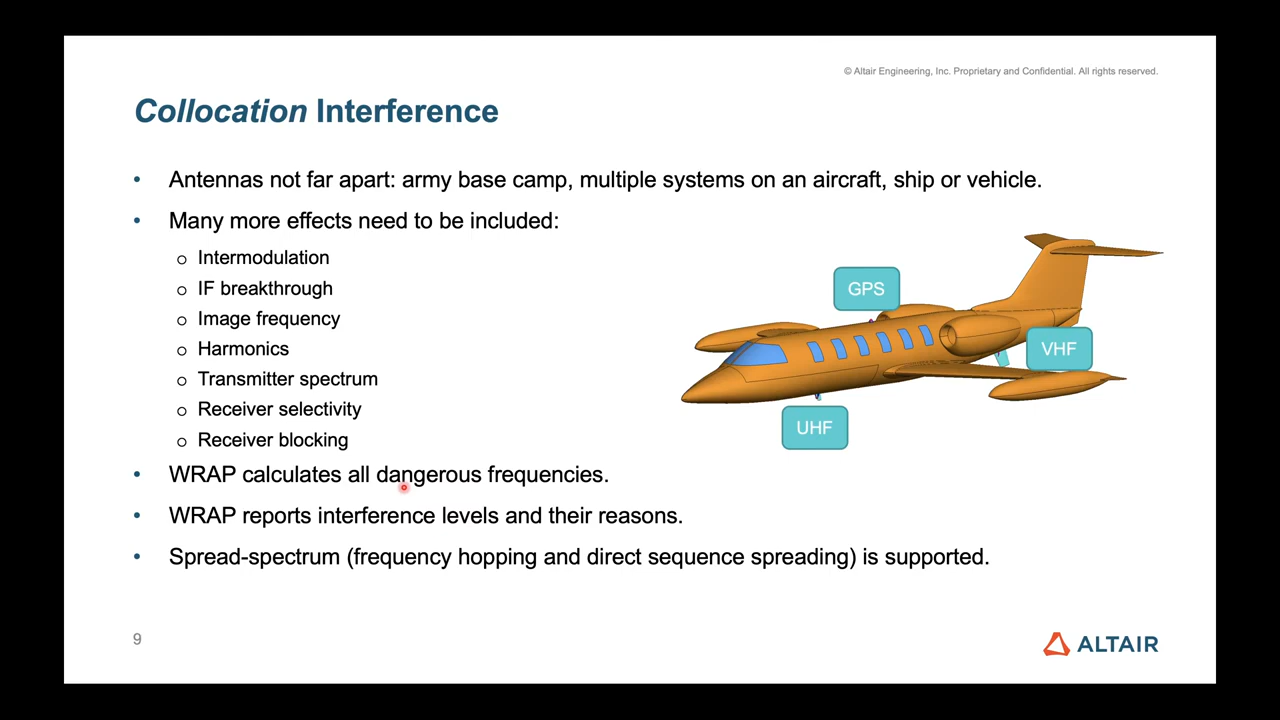 © Altair Engineering, Inc. Proprietary and Confidential. All rights reserved.
Collocation Interference
• Antennas not far apart: army base camp, multiple systems on an aircraft, ship or vehicle.
• Many more effects need to be included:
o Intermodulation
o IF breakthrough
o Image frequency
o Harmonics
o Transmitter spectrum
o Receiver selectivity
o Receiver blocking
• WRAP calculates all dangerous frequencies.
• WRAP reports interference levels and their reasons.
• Spread-spectrum (frequency hopping and direct sequence spreading) is supported.
GPS
VHF
UHF
9
ALTAIR